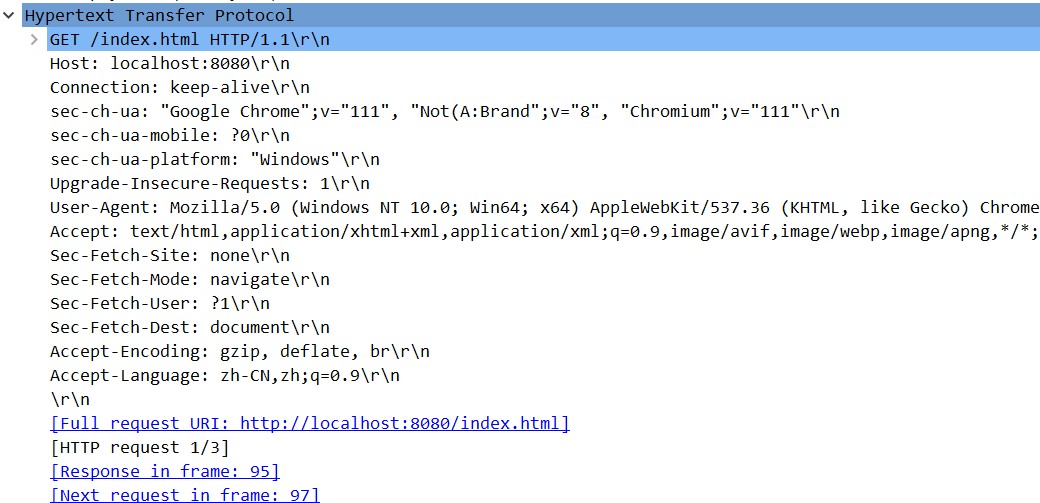 Hypertext Transfer Protocol
GET /index.html HTTP/1.1\r\n
Host: localhost:8080\r\n
Connection: keep-alive\r\n
sec-ch-ua: "Google Chrome";v="111", "Not(A:Brand";v="8", "Chromium";v="111"\r\n
sec-ch-ua-mobile: ?0\r\n
sec-ch-ua-platform: "Windows"\r\n
Upgrade-Insecure-Requests: 1\r\n
User-Agent: Mozilla/5.0 (Windows NT 10.0; Win64; x64) AppleWebKit/537.36 (KHTML, like Gecko) Chrome
Accept: text/html,application/xhtml+xml,application/xml;q=0.9,image/avif,image/webp,image/apng,*/*;
Sec-Fetch-Site: none\r\n
Sec-Fetch-Mode: navigate\r\n
Sec-Fetch-User: ?1\r\n
Sec-Fetch-Dest: document\r\n
Accept-Encoding: gzip, deflate, br\r\n
Accept-Language: zh-CN,zh;q=0.9\r\n
\r\n
[Full request URI: http://localhost:8080/index.html]
[HTTP request 1/3]
[Response in frame: 95]
[Next request in frame: 97]